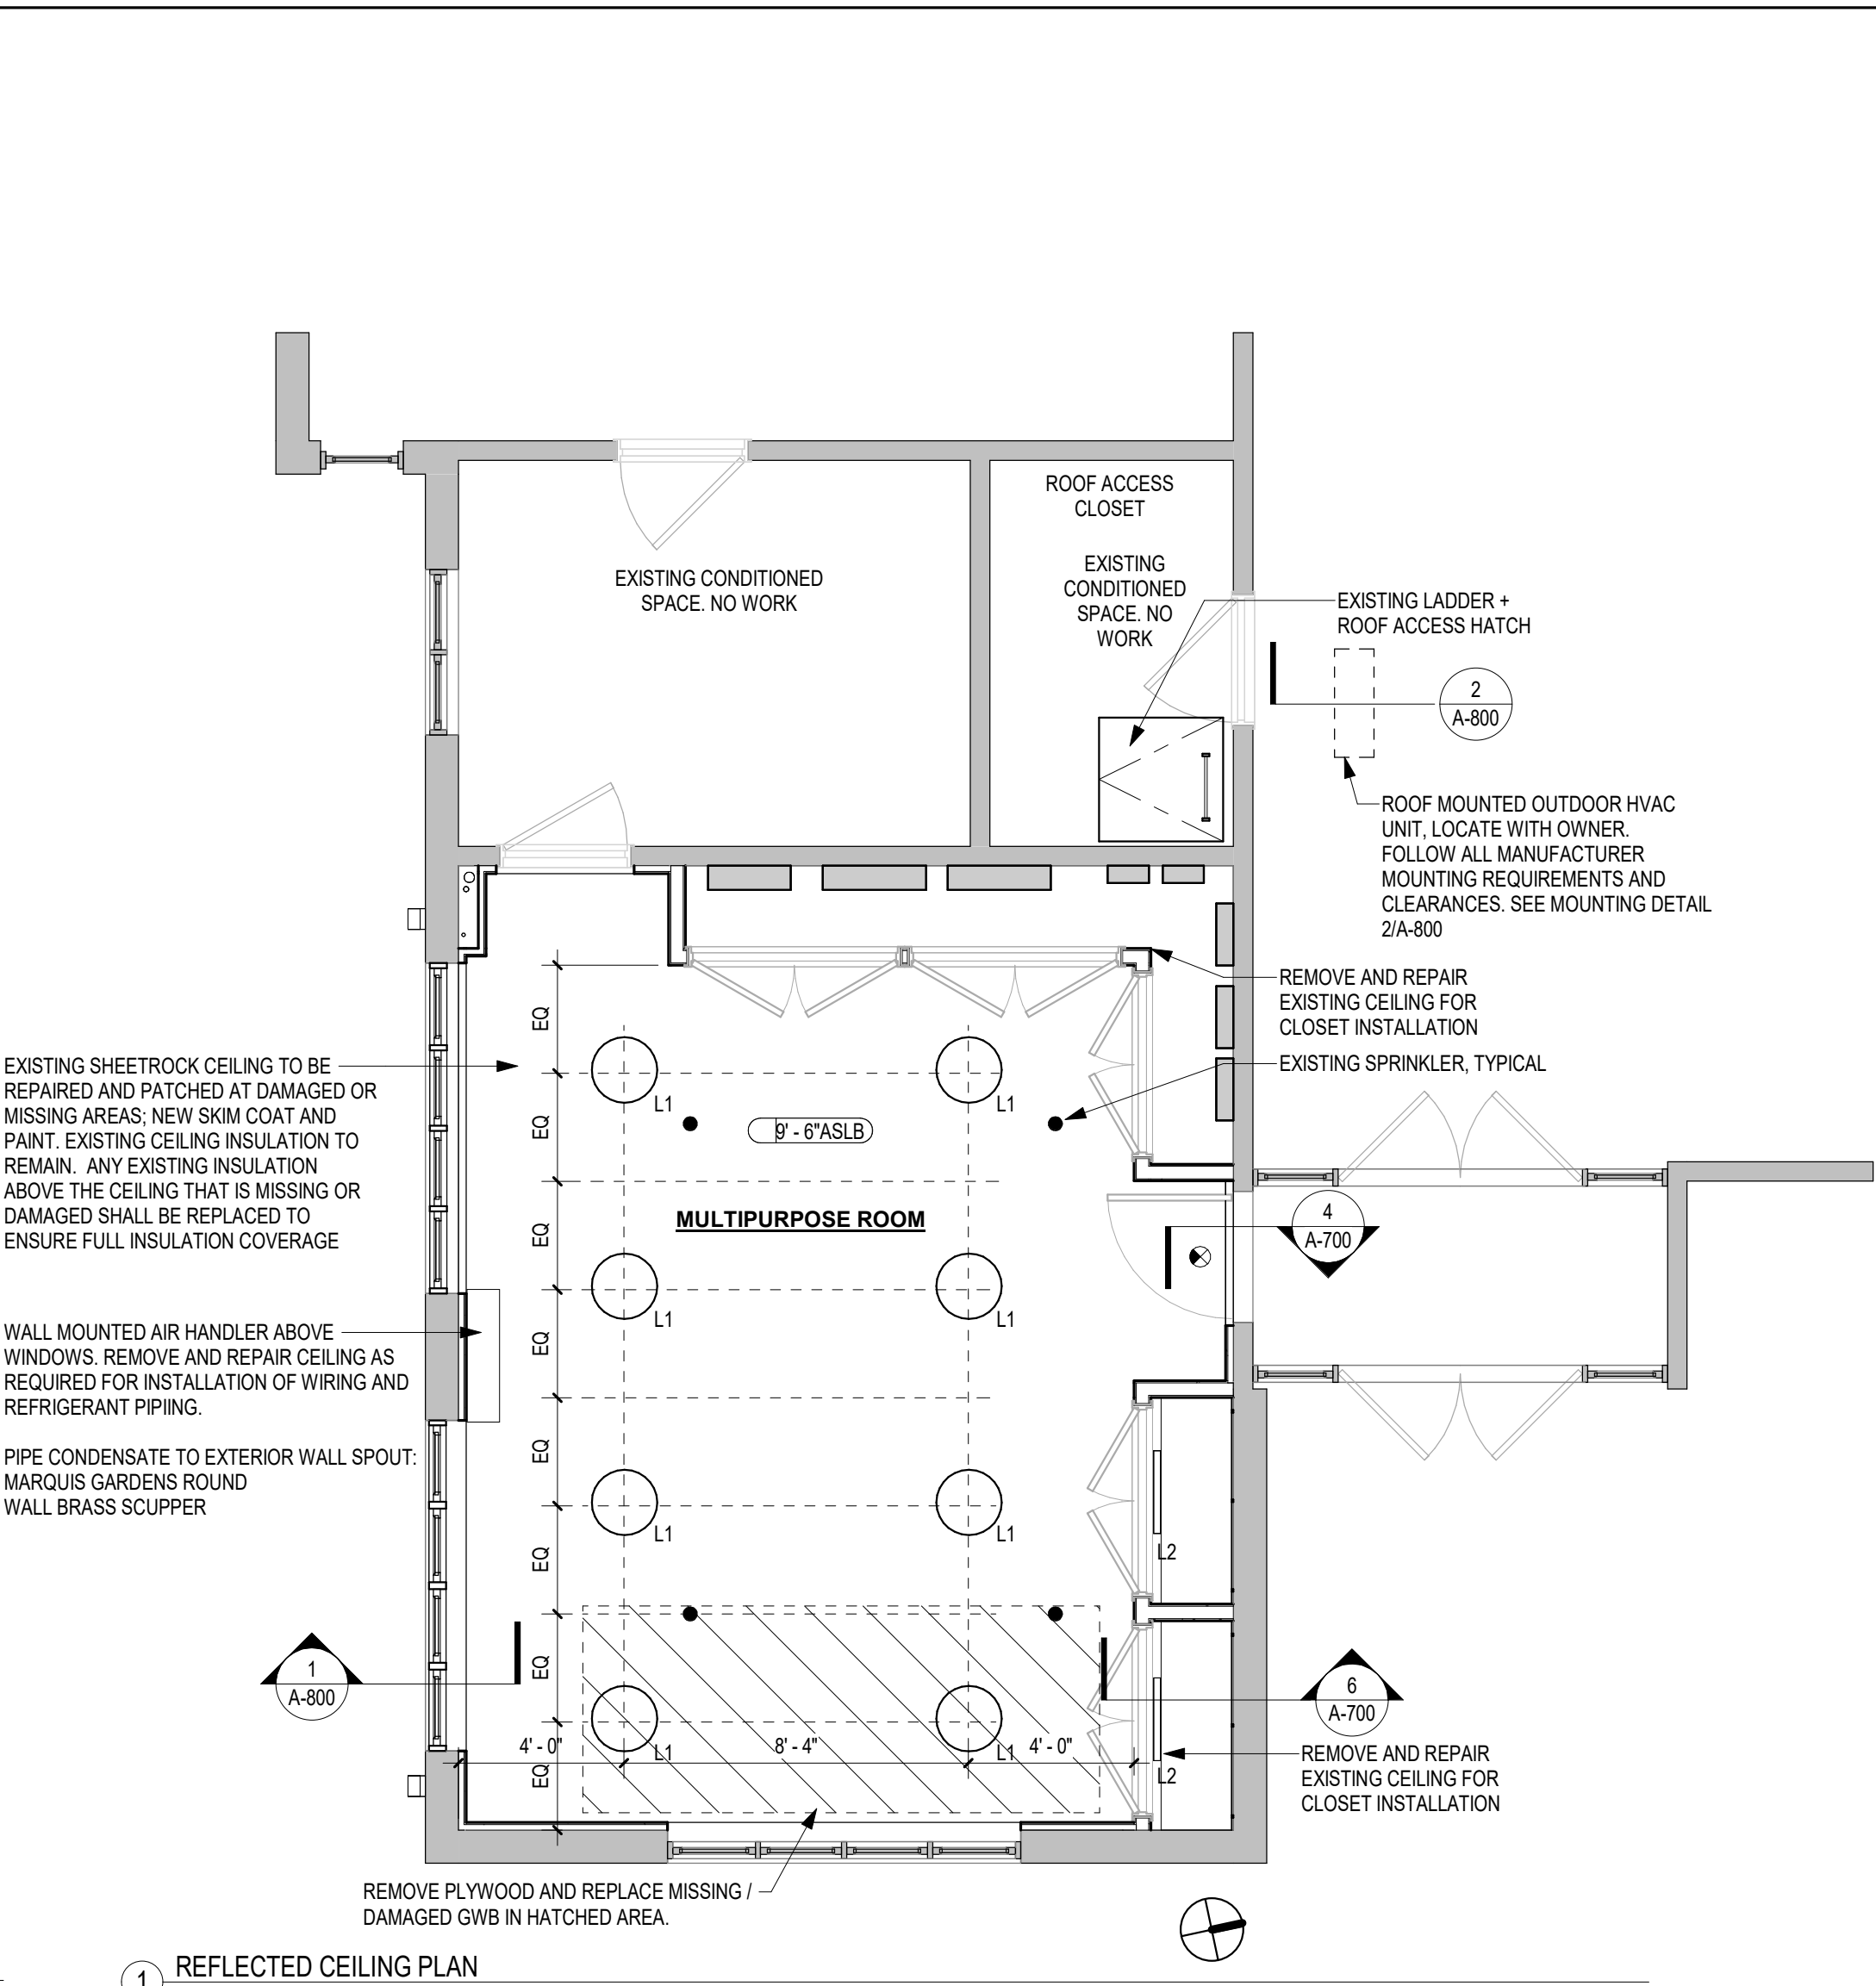 ROOF ACCESS
CLOSET
EXISTING CONDITIONED
SPACE. NO WORK
EXISTING
CONDITIONED
SPACE. NO
WORK
EXISTING LADDER +
ROOF ACCESS HATCH
2
A-800
ROOF MOUNTED OUTDOOR HVAC
UNIT, LOCATE WITH OWNER.
FOLLOW ALL MANUFACTURER
MOUNTING REQUIREMENTS AND
CLEARANCES. SEE MOUNTING DETAIL
2/A-800
REMOVE AND REPAIR
EXISTING CEILING FOR
CLOSET INSTALLATION
EXISTING SPRINKLER, TYPICAL
EXISTING SHEETROCK CEILING TO BE
REPAIRED AND PATCHED AT DAMAGED OR
MISSING AREAS; NEW SKIM COAT AND
PAINT. EXISTING CEILING INSULATION TO
REMAIN. ANY EXISTING INSULATION
ABOVE THE CEILING THAT IS MISSING OR
DAMAGED SHALL BE REPLACED TO
ENSURE FULL INSULATION COVERAGE
EQ
L1
L1
9' - 6"ASLB
EQ
MULTIPURPOSE ROOM
EQ
4
A-700
WALL MOUNTED AIR HANDLER ABOVE
WINDOWS. REMOVE AND REPAIR CEILING AS
REQUIRED FOR INSTALLATION OF WIRING AND
REFRIGERANT PIPIING.
L1
L1
EQ
PIPE CONDENSATE TO EXTERIOR WALL SPOUT:
MARQUIS GARDENS ROUND
WALL BRASS SCUPPER
EQ
L1
L1
L2
EQ
1
A-800
EQ
6
A-700
4' - 0"
8' - 4"
4' - 0"
L1
L1
L2
EQ
REMOVE AND REPAIR
EXISTING CEILING FOR
CLOSET INSTALLATION
REMOVE PLYWOOD AND REPLACE MISSING /
DAMAGED GWB IN HATCHED AREA.
1
REFLECTED CEILING PLAN